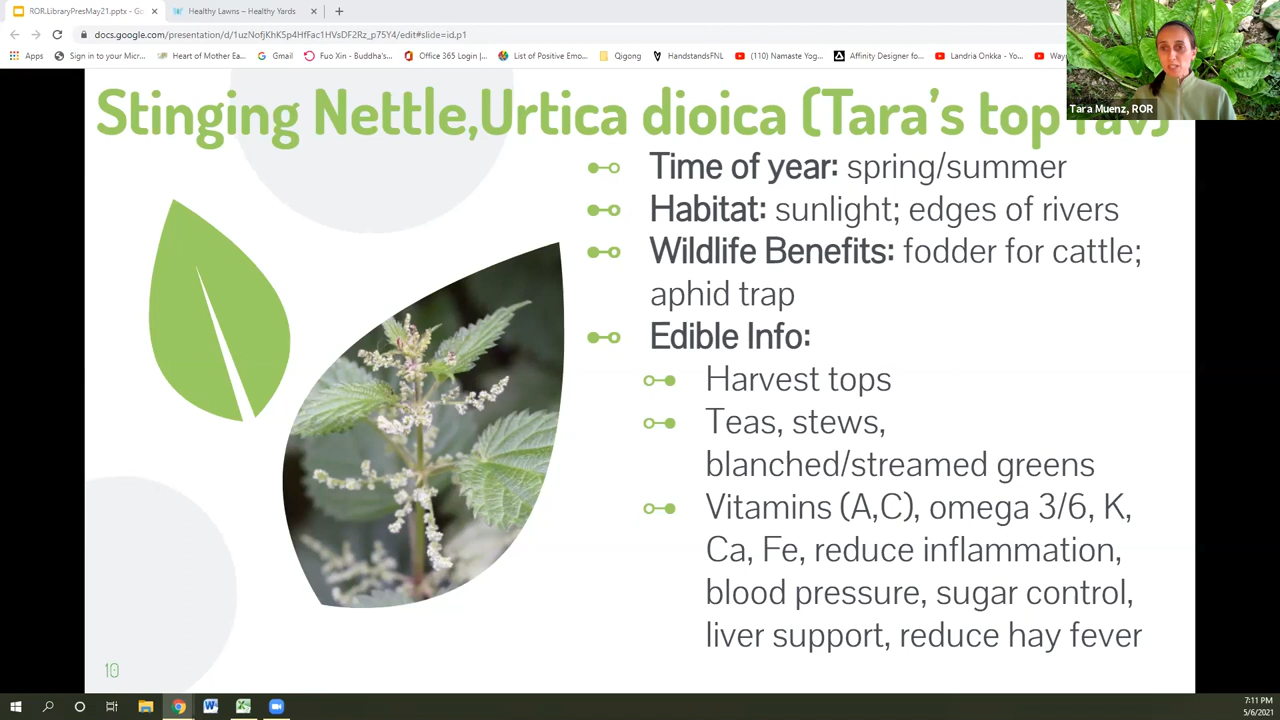 ROR.LibraryPresMay21.pptx - Go
Healthy Lawns – Healthy Yards
docs.google.com/presentation/d/1uzNofjKhK5p4HfFac1HVsDF2Rz_p75Y4/edit#slide=id.p1
Apps
Sign in to your Micr...
Heart of Mother Ea...
Gmail
Fuo Xin - Buddha's...
Office 365 Login |...
List of Positive Emo...
Qigong
HandstandsFNL
(110) Namaste Yog...
Affinity Designer fo...
Landria Onkka - Yo...
Way
Tara Muenz, ROR
Stinging Nettle,Urtica dioica (Tara's top fav)
Time of year: spring/summer
Habitat: sunlight; edges of rivers
Wildlife Benefits: fodder for cattle;
aphid trap
Edible Info:
Harvest tops
Teas, stews,
blanched/streamed greens
Vitamins (A,C), omega 3/6, K,
Ca, Fe, reduce inflammation,
blood pressure, sugar control,
liver support, reduce hay fever
10
7:11 PM
5/6/2021